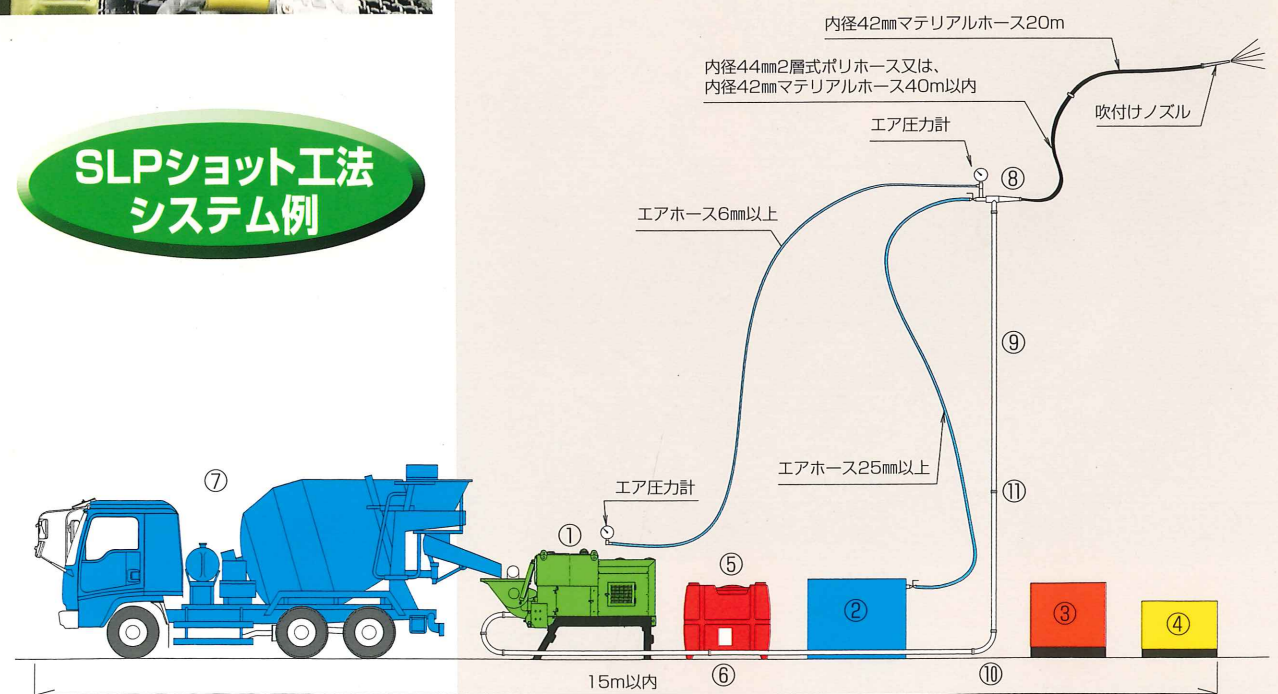 SLPショット工法
システム例
内径42㎜マテリアルホース20m
内径44㎜2層式ポリホース又は、
内径42㎜マテリアルホース40m以内
吹付けノズル
エア圧力計
⑧
エアホース6㎜以上
⑨
エアホース25㎜以上
⑪
エア圧力計
⑦
①
⑤
②
③
④
⑥
⑩
15m以内